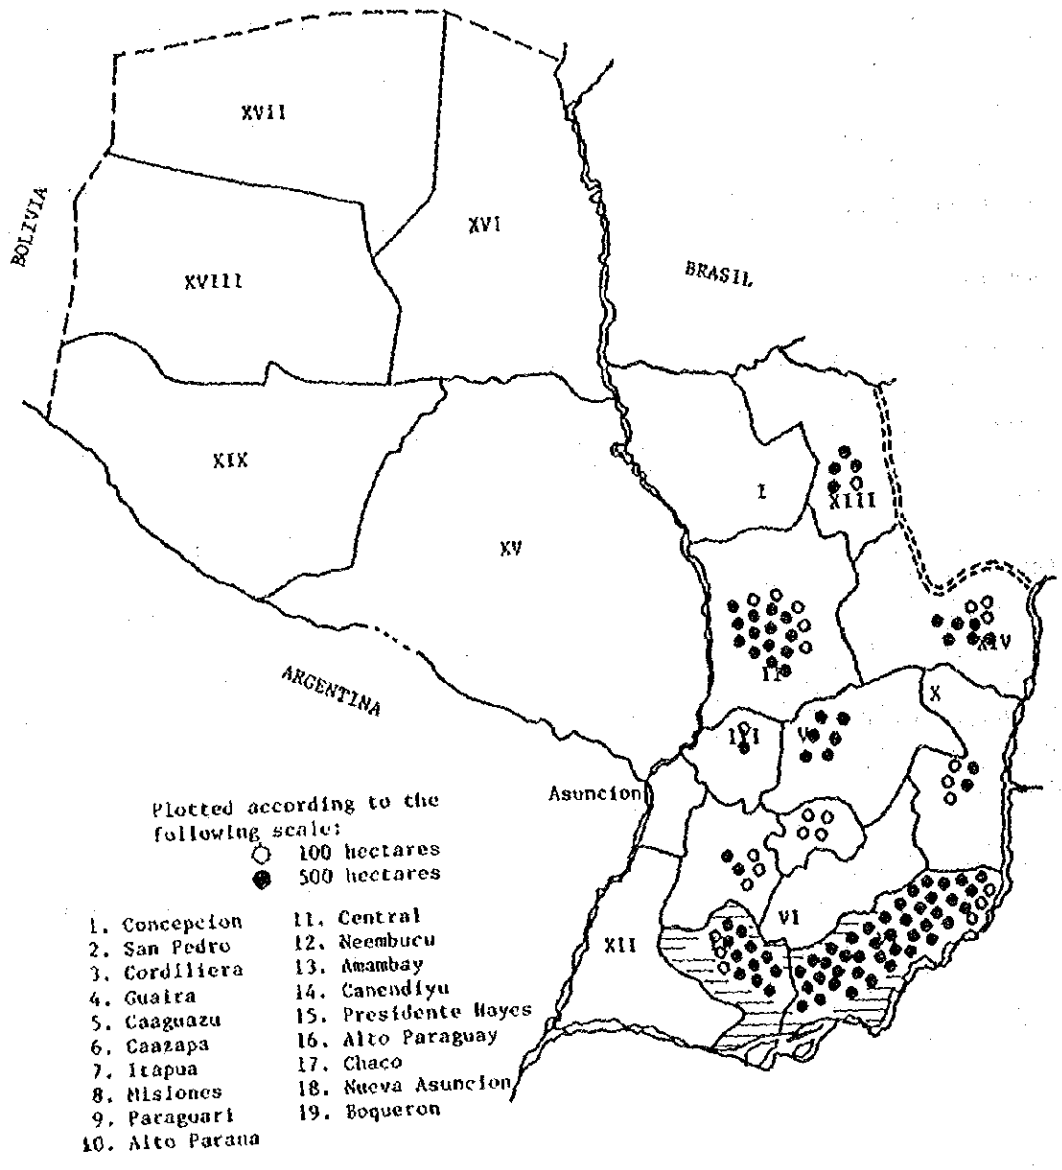 XVII
BOLIVIA
XVI
XVIII
BRASIL
XIX
I
XIII
XV
XIV
II
ARGENTINA
X
III
V
Asuncion
Plotted according to the
following scale:
100 hectares
500 hectares
VI
XII
1. Concepcion
2. San Pedro
3. Cordiliera
4. Guaira
5. Caaguazu
6. Caazapa
7. Itapua
8. Misiones
9. Paraguari
10. Alto Parana
11. Central
12. Neembucu
13. Amambay
14. Canendiyu
15. Presidente Hayes
16. Alto Paraguay
17. Chaco
18. Nueva Asuncion
19. Boqueron